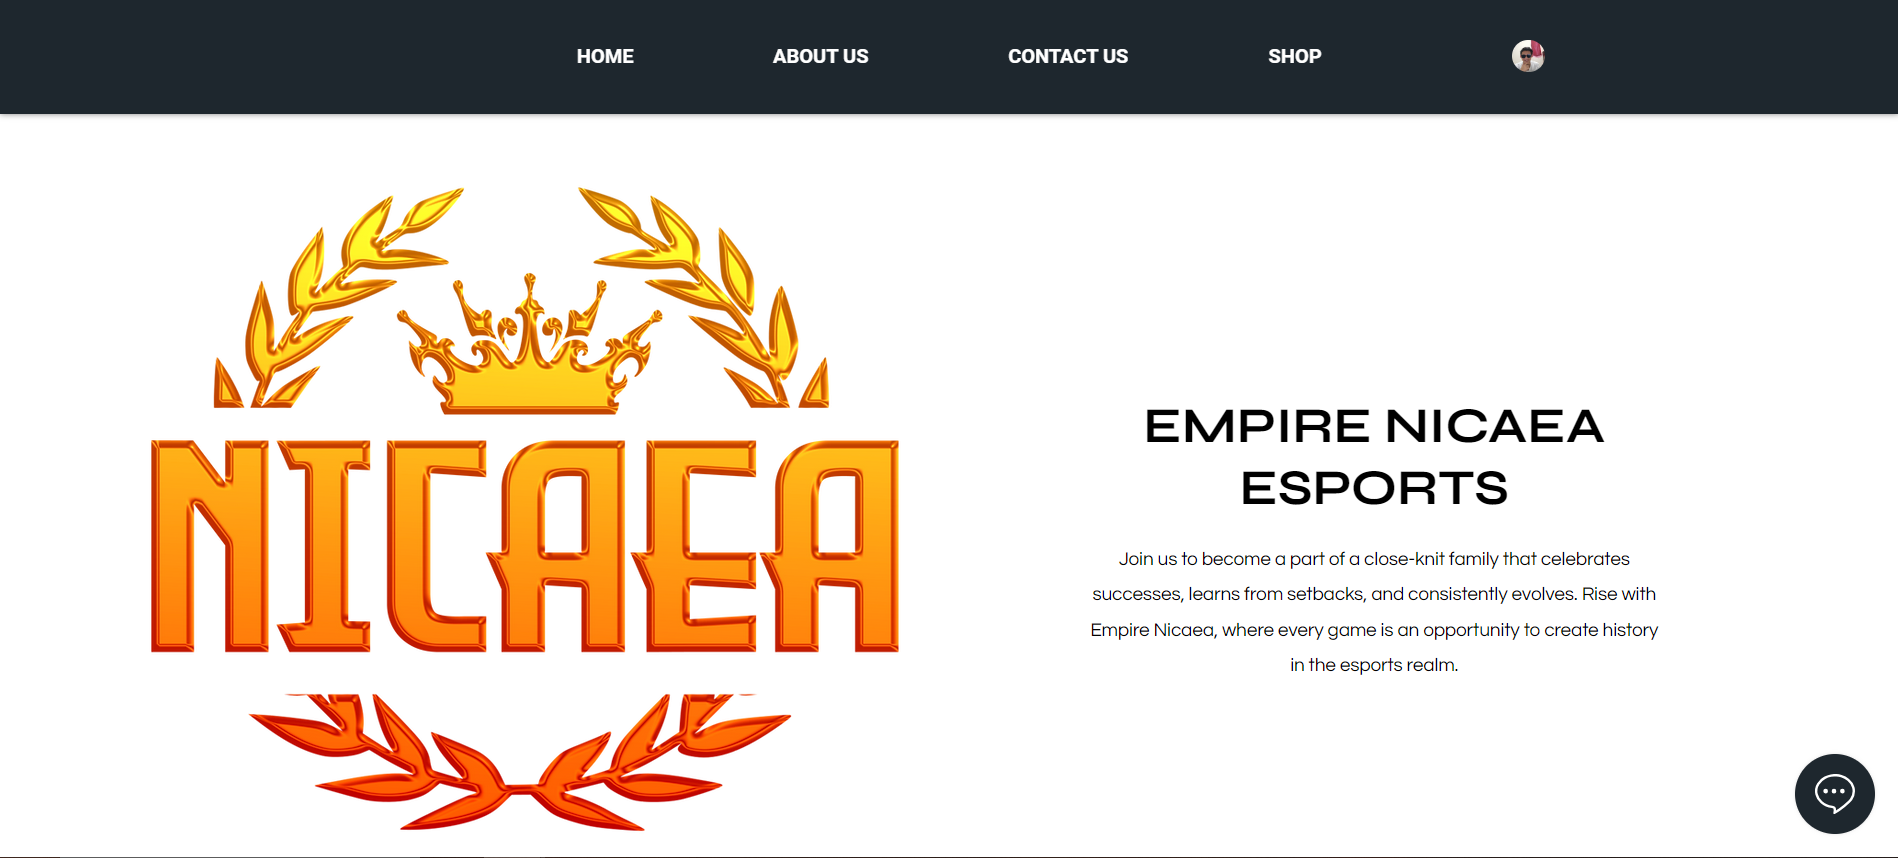 HOME
ABOUT US
CONTACT US
SHOP
NICAEA
EMPIRE NICAEA
ESPORTS
Join us to become a part of a close-knit family that celebrates
successes, learns from setbacks, and consistently evolves. Rise with
Empire Nicaea, where every game is an opportunity to create history
in the esports realm.